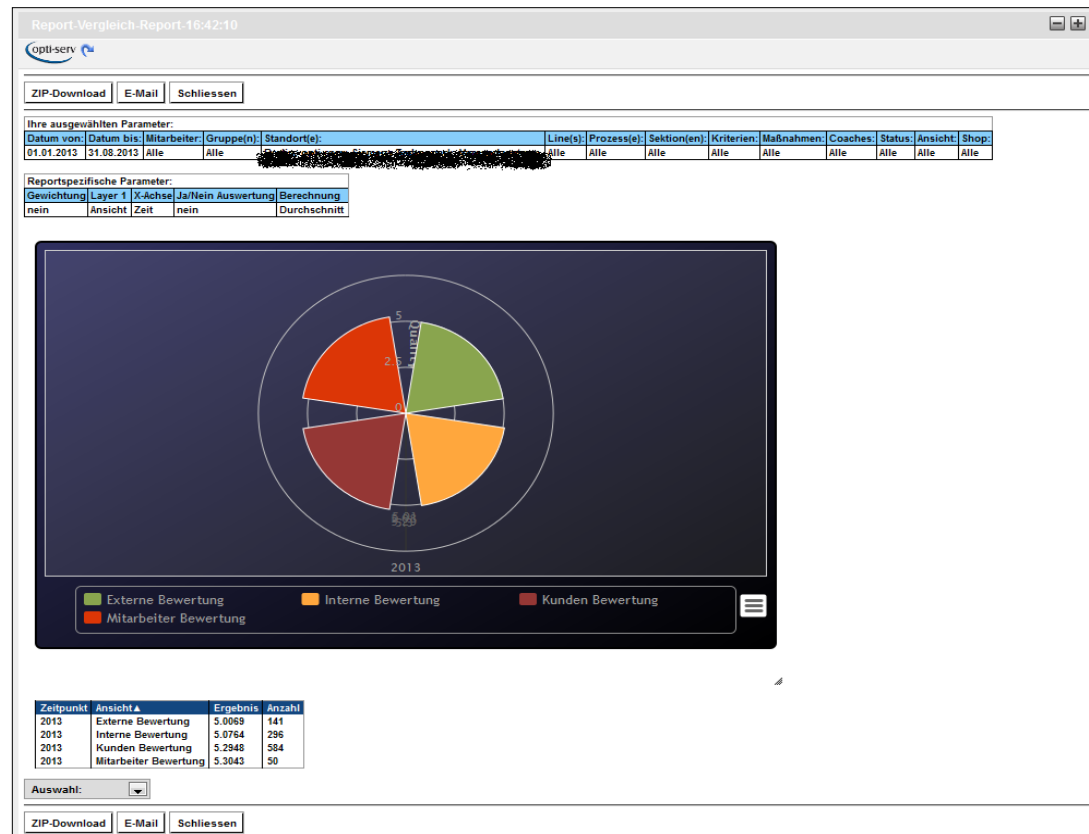 Report-Vergleich-Report-16:42:10
opti-serv
ZIP-Download E-Mail Schliessen
Ihre ausgewählten Parameter:
Datum von: Datum bis: Mitarbeiter: Gruppe(n): Standort(e): Line(s): Prozess(e): Sektion(en): Kriterien: Maßnahmen: Coaches: Status: Ansicht: Shop:
01.01.2013 31.08.2013 Alle Alle Alle Alle Alle Alle Alle Alle Alle Alle Alle
Reportspezifische Parameter:
Gewichtung Layer 1 X-Achse Ja/Nein Auswertung Berechnung
nein Ansicht Zeit nein Durchschnitt
5
Quality
2.5
0
2013
Externe Bewertung Interne Bewertung Kunden Bewertung
Mitarbeiter Bewertung
Zeitpunkt Ansicht▲ Ergebnis Anzahl
2013 Externe Bewertung 5.0069 141
2013 Interne Bewertung 5.0764 296
2013 Kunden Bewertung 5.2948 584
2013 Mitarbeiter Bewertung 5.3043 50
Auswahl:
ZIP-Download E-Mail Schliessen